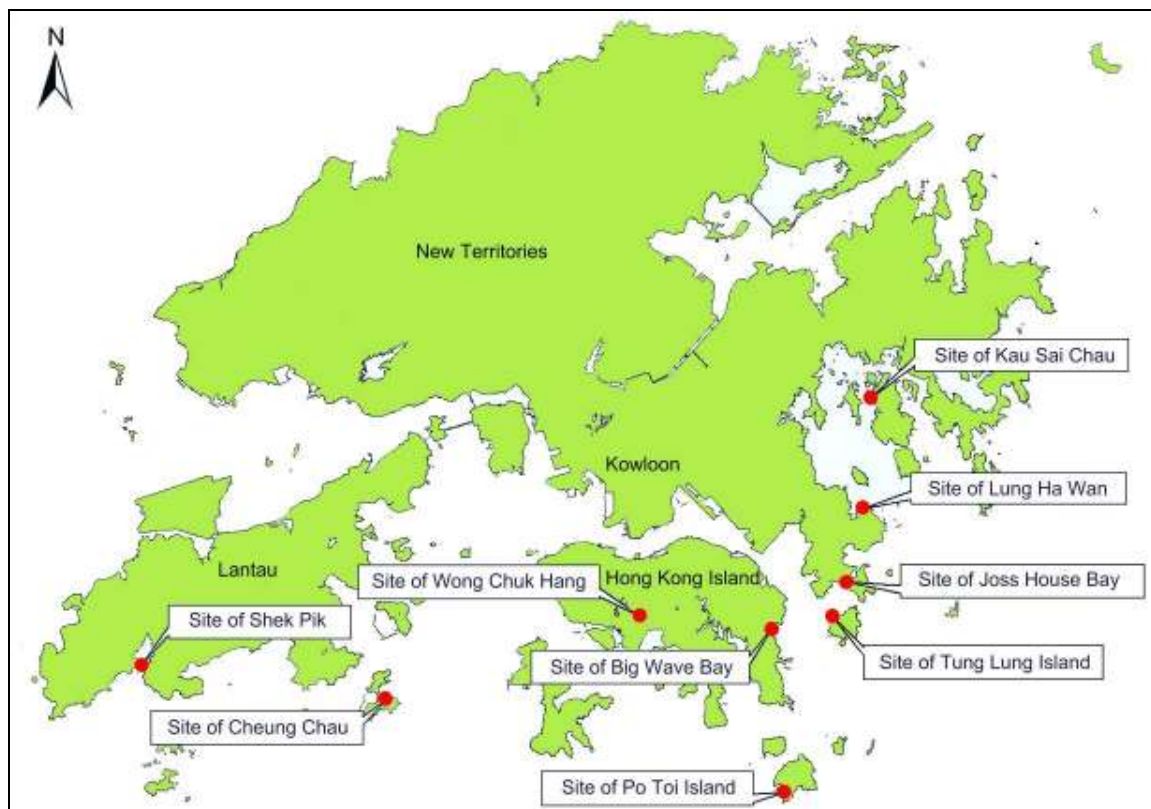 N
New Territories
Site of Kau Sai Chau
Kowloon
Site of Lung Ha Wan
Lantau
Site of Wong Chuk Hang
Hong Kong Island
Site of Joss House Bay
Site of Shek Pik
Site of Big Wave Bay
Site of Tung Lung Island
Site of Cheung Chau
Site of Po Toi Island